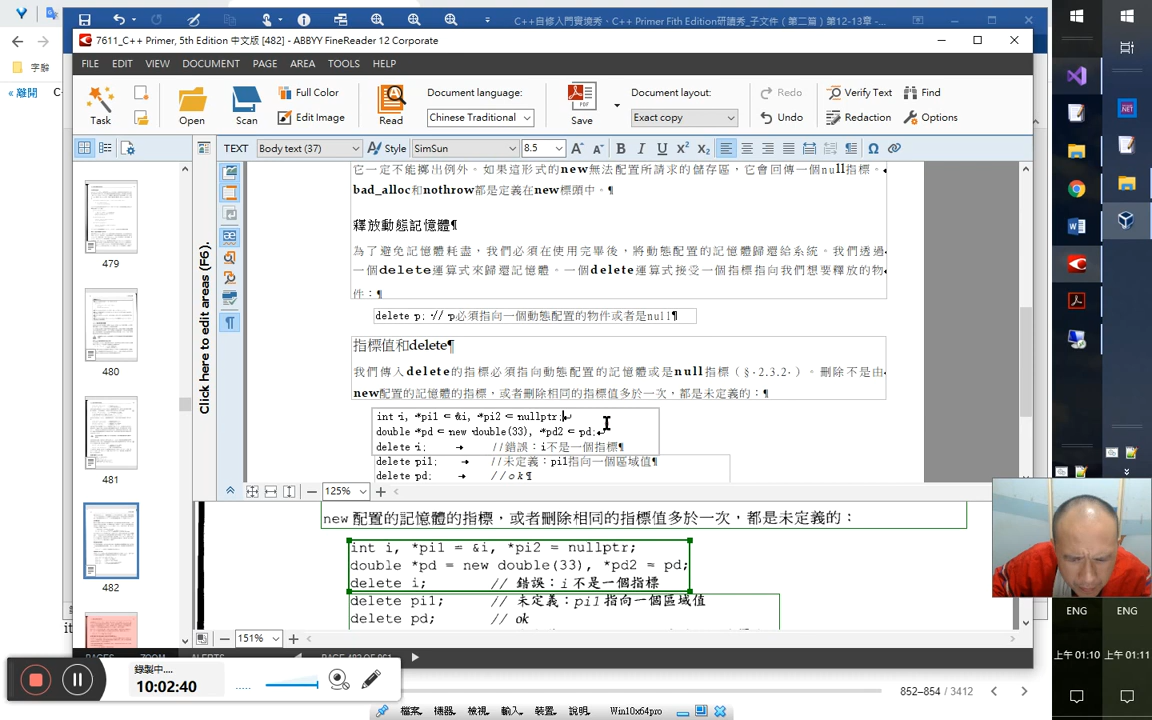 C++自修入門實境秀、C++ Primer Fith Edition研讀秀_子文件（第二篇）第12-13章 -...
7611_C++ Primer, 5th Edition 中文版 [482] - ABBYY FineReader 12 Corporate
字齡
« 離開
FILE EDIT VIEW DOCUMENT PAGE AREA TOOLS HELP
Task
Open
Scan
Full Color
Edit Image
Read
Document language:
Chinese Traditional
Save
Document layout:
Exact copy
Redo
Undo
Verify Text
Redaction
Find
Options
TEXT Body text (37) Style SimSun 8.5
479
480
481
482
Click here to edit areas (F6).
它一定不能擲出例外。如果這形式的new無法配置所請求的儲存區，它會回傳一個null指標。
bad_alloc和nothrow都是定義在new標頭中。¶
釋放動態記憶體¶
為了避免記憶體耗盡，我們必須在使用完畢後，將動態配置的記憶體歸還給系統。我們透過
一個delete運算式來歸還記憶體。一個delete運算式接受一個指標指向我們想要釋放的物
件：¶
delete p; // p必須指向一個動態配置的物件或者是null¶
指標值和delete¶
我們傳入delete的指標必須指向動態配置的記憶體或是null指標（§·2.3.2·）。刪除不是由
new配置的記憶體的指標，或者刪除相同的指標值多於一次，都是未定義的：¶
int i, *pi1 = &i, *pi2 = nullptr;↵
double *pd = new double(33), *pd2 = pd;↵
delete i; → //錯誤：i不是一個指標¶
delete pi1; → //未定義：pi1指向一個區域值¶
delete pd; → //ok¶
125%
new 配置的記憶體的指標，或者刪除相同的指標值多於一次，都是未定義的：
int i, *pi1 = &i, *pi2 = nullptr;
double *pd = new double(33), *pd2 = pd;
delete i; // 錯誤：i 不是一個指標
delete pi1; // 未定義：pi1 指向一個區域值
delete pd; // ok
151%
錄製中....
10:02:40
852–854 / 3412
檔案 機器 檢視 輸入 裝置 說明 Win10x64pro
.NET
ENG ENG
上午 01:10 上午 01:11